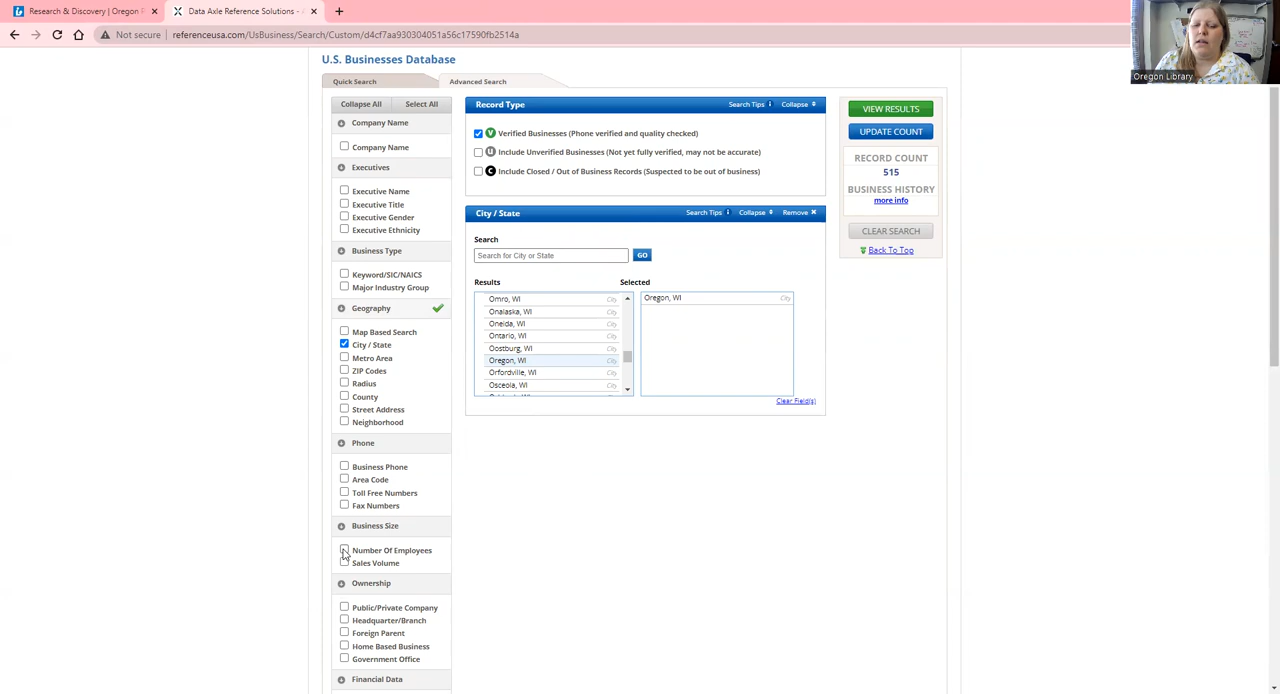 Research & Discovery | Oregon P
Data Axle Reference Solutions -
Not secure
referenceusa.com/UsBusiness/Search/Custom/d4cf7aa930304051a56c17590fb2514a
Oregon Library
U.S. Businesses Database
Quick Search
Advanced Search
Collapse All
Select All
Company Name
Company Name
Executives
Executive Name
Executive Title
Executive Gender
Executive Ethnicity
Business Type
Keyword/SIC/NAICS
Major Industry Group
Geography
Map Based Search
City / State
Metro Area
ZIP Codes
Radius
County
Street Address
Neighborhood
Phone
Business Phone
Area Code
Toll Free Numbers
Fax Numbers
Business Size
Number Of Employees
Sales Volume
Ownership
Public/Private Company
Headquarter/Branch
Foreign Parent
Home Based Business
Government Office
Financial Data
Record Type
Search Tips
Collapse
Verified Businesses (Phone verified and quality checked)
Include Unverified Businesses (Not yet fully verified, may not be accurate)
Include Closed / Out of Business Records (Suspected to be out of business)
City / State
Search Tips
Collapse
Remove
Search
Search for City or State
GO
Results
Selected
Omro, WI City
Onalaska, WI City
Oneida, WI City
Ontario, WI City
Oostburg, WI City
Oregon, WI City
Orfordville, WI City
Osceola, WI City
Oregon, WI City
Clear Field(s)
VIEW RESULTS
UPDATE COUNT
RECORD COUNT
515
BUSINESS HISTORY
more info
CLEAR SEARCH
Back To Top